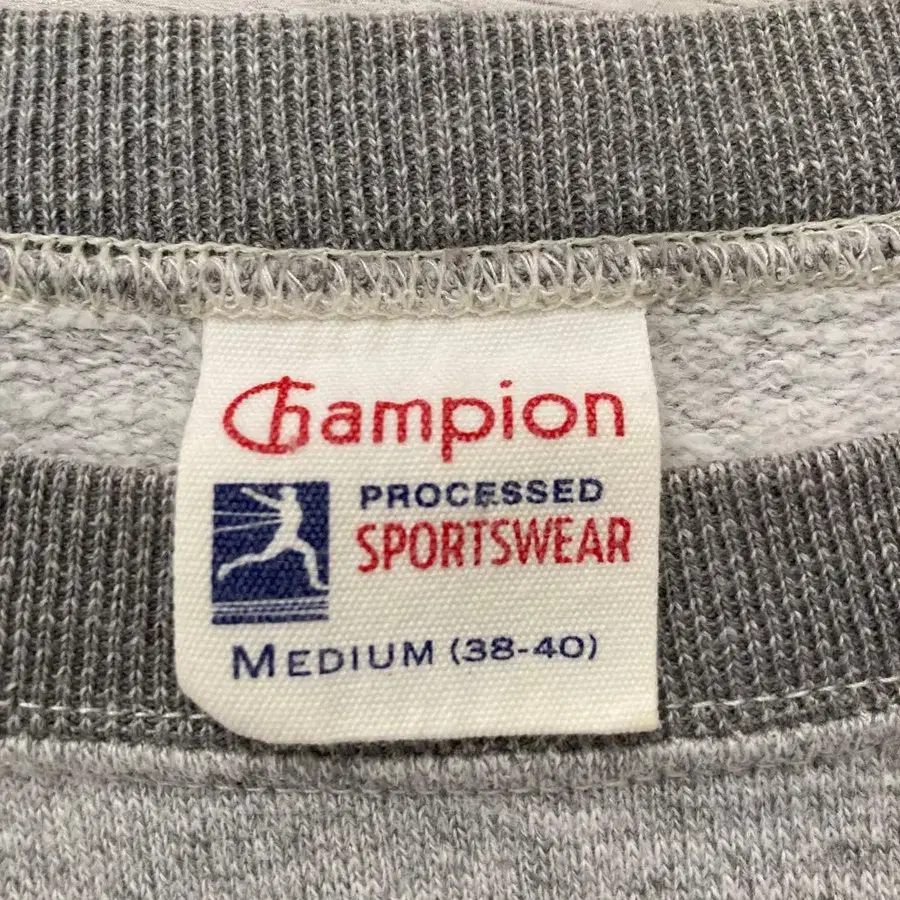 Champion
PROCESSED
SPORTSWEAR
MEDIUM (38-40)